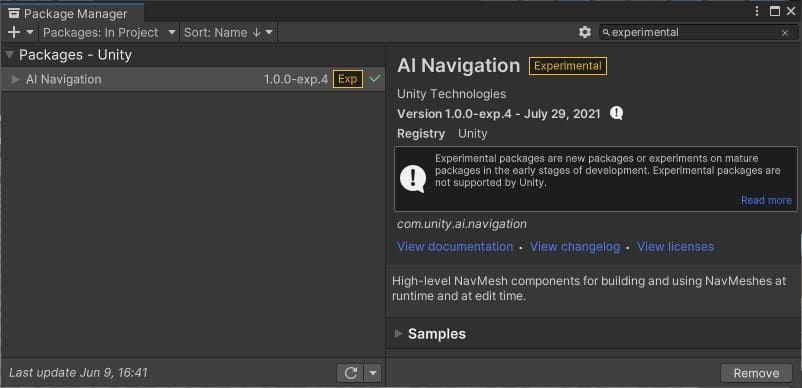 Package Manager
Packages: In Project
Sort: Name ↓
experimental
Packages - Unity
AI Navigation
1.0.0-exp.4
Exp
AI Navigation Experimental
Unity Technologies
Version 1.0.0-exp.4 - July 29, 2021
Registry Unity
Experimental packages are new packages or experiments on mature
packages in the early stages of development. Experimental packages are
not supported by Unity.
Read more
com.unity.ai.navigation
View documentation • View changelog • View licenses
High-level NavMesh components for building and using NavMeshes at
runtime and at edit time.
Samples
Last update Jun 9, 16:41
Remove